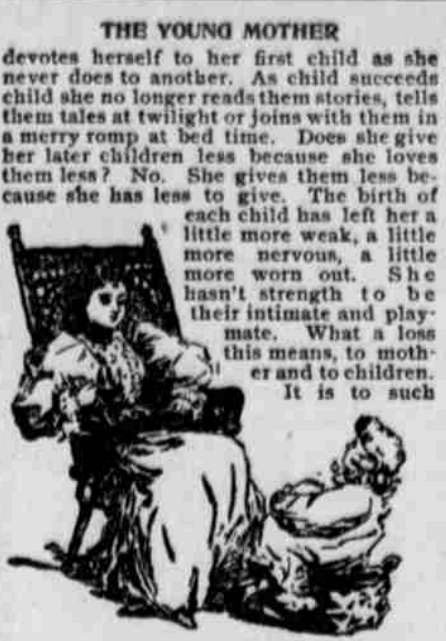 THE YOUNG MOTHER
devotes herself to her first child as she
never does to another. As child succeeds
child she no longer reads them stories, tells
them tales at twilight or joins with them in
a merry romp at bed time. Does she give
her later children less because she loves
them less? No. She gives them less be-
cause she has less to give. The birth of
each child has left her a
little more weak, a little
more nervous, a little
more worn out. She
hasn't strength to be
their intimate and play-
mate. What a loss
this means, to moth-
er and to children.
It is to such